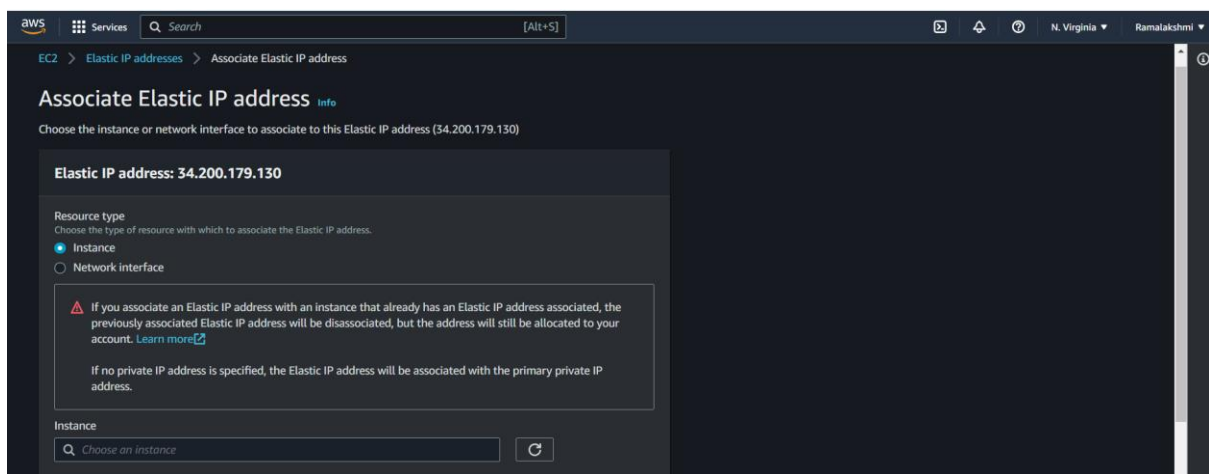 aws Services Search [Alt+S] N. Virginia Ramalakshmi
EC2 > Elastic IP addresses > Associate Elastic IP address
Associate Elastic IP address Info
Choose the instance or network interface to associate to this Elastic IP address (34.200.179.130)
Elastic IP address: 34.200.179.130
Resource type
Choose the type of resource with which to associate the Elastic IP address.
Instance
Network interface
If you associate an Elastic IP address with an instance that already has an Elastic IP address associated, the
previously associated Elastic IP address will be disassociated, but the address will still be allocated to your
account. Learn more
If no private IP address is specified, the Elastic IP address will be associated with the primary private IP
address.
Instance
Choose an instance